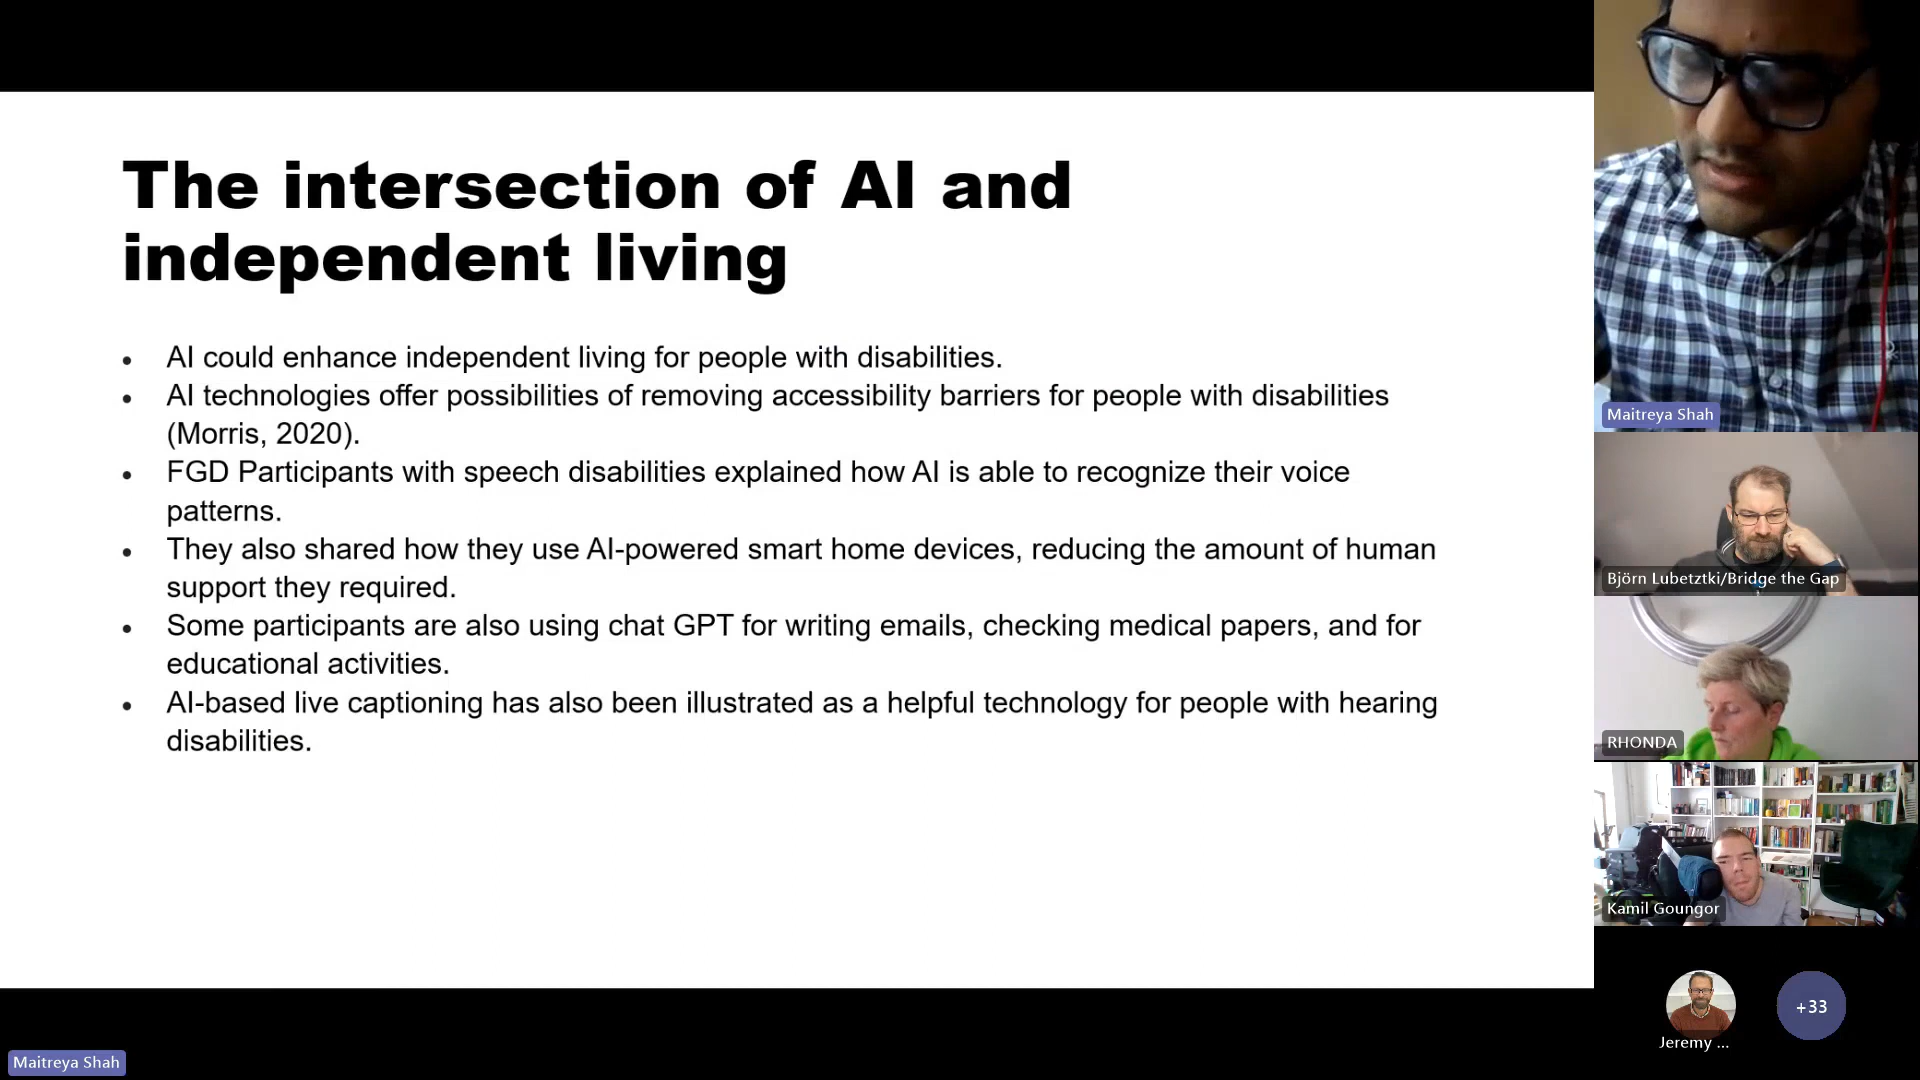 The intersection of AI and
independent living
• AI could enhance independent living for people with disabilities.
• AI technologies offer possibilities of removing accessibility barriers for people with disabilities
(Morris, 2020).
• FGD Participants with speech disabilities explained how AI is able to recognize their voice
patterns.
• They also shared how they use AI-powered smart home devices, reducing the amount of human
support they required.
• Some participants are also using chat GPT for writing emails, checking medical papers, and for
educational activities.
• AI-based live captioning has also been illustrated as a helpful technology for people with hearing
disabilities.
Maitreya Shah
Björn Lubetztki/Bridge the Gap
RHONDA
Kamil Goungor
Jeremy ...
+33
Maitreya Shah